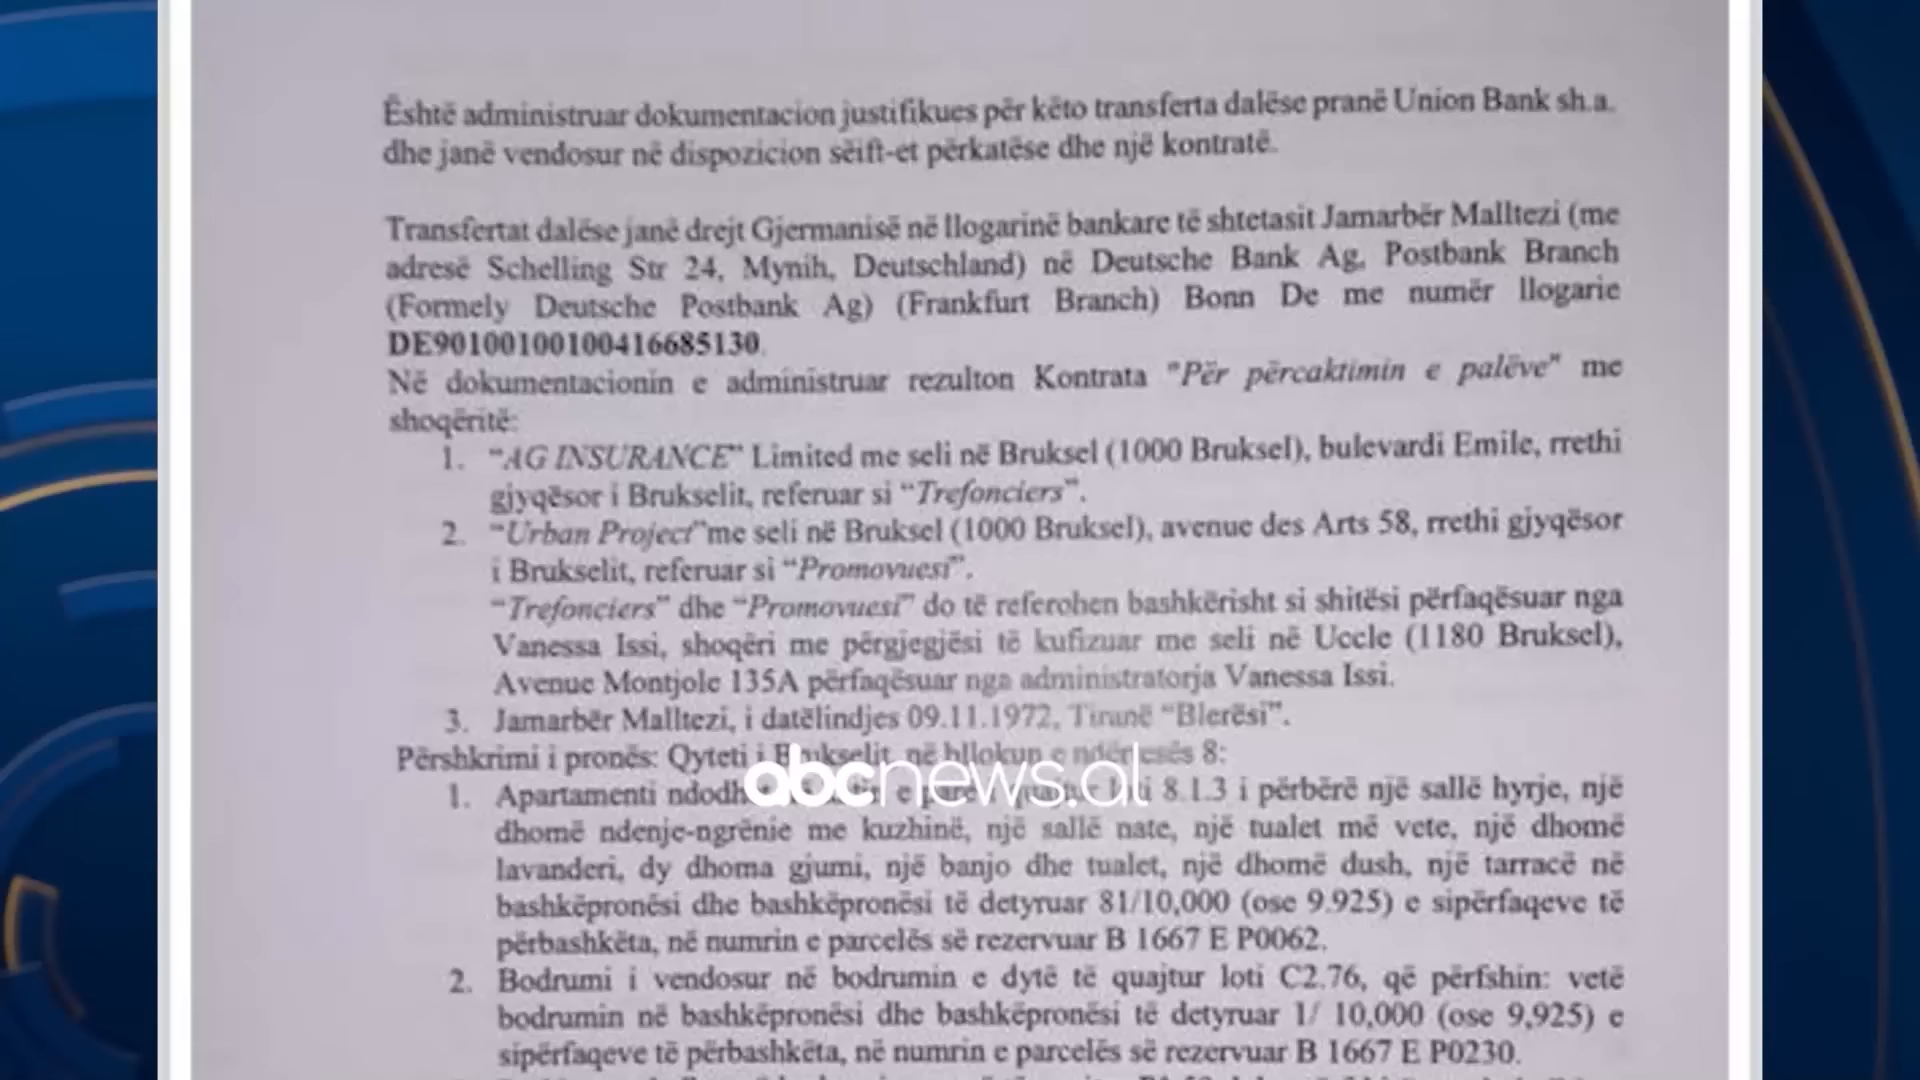 Është administruar dokumentacion justifikues për këto transferta dalëse pranë Union Bank sh.a.
dhe janë vendosur në dispozicion sëift-et përkatëse dhe një kontratë.
Transfertat dalëse janë drejt Gjermanisë në llogarinë bankare të shtetasit Jamarbër Malltezi (me
adresë Schelling Str 24, Mynih, Deutschland) në Deutsche Bank Ag, Postbank Branch
(Formely Deutsche Postbank Ag) (Frankfurt Branch) Bonn De me numër llogarie
DE90100100100416685130.
Në dokumentacionin e administruar rezulton Kontrata "Për përcaktimin e palëve" me
shoqëritë:
1. "AG INSURANCE" Limited me seli në Bruksel (1000 Bruksel), bulevardi Emile, rrethi
gjyqësor i Brukselit, referuar si "Trefonciers".
2. "Urban Project"me seli në Bruksel (1000 Bruksel), avenue des Arts 58, rrethi gjyqësor
i Brukselit, referuar si "Promovuesi".
"Trefonciers" dhe "Promovuesi" do të referohen bashkërisht si shitësi përfaqësuar nga
Vanessa Issi, shoqëri me përgjegjësi të kufizuar me seli në Uccle (1180 Bruksel),
Avenue Montjole 135A përfaqësuar nga administratorja Vanessa Issi.
3. Jamarbër Malltezi, i datëlindjes 09.11.1972, Tiranë "Blerësi".
Përshkrimi i pronës: Qyteti i Brukselit, në bllokun e ndërtesës 8:
abcnews.al
1. Apartamenti e quajtur loti 8.1.3 i përbërë një sallë hyrje, një
dhomë ndenje-ngrënie me kuzhinë, një sallë nate, një tualet më vete, një dhomë
lavanderi, dy dhoma gjumi, një banjo dhe tualet, një dhomë dush, një tarracë në
bashkëpronësi dhe bashkëpronësi të detyruar 81/10,000 (ose 9.925) e sipërfaqeve të
përbashkëta, në numrin e parcelës së rezervuar B 1667 E P0062.
2. Bodrumi i vendosur në bodrumin e dytë të quajtur loti C2.76, që përfshin: vetë
bodrumin në bashkëpronësi dhe bashkëpronësi të detyruar 1/ 10,000 (ose 9,925) e
sipërfaqeve të përbashkëta, në numrin e parcelës së rezervuar B 1667 E P0230.